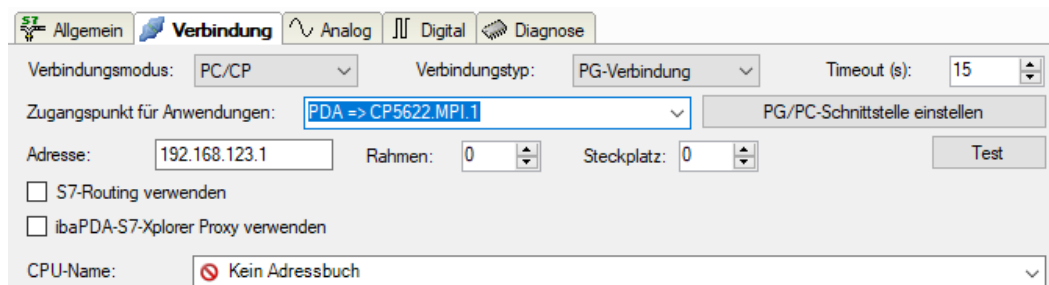 Allgemein Verbindung Analog Digital Diagnose
Verbindungsmodus: PC/CP Verbindungstyp: PG-Verbindung Timeout (s): 15
Zugangspunkt für Anwendungen: PDA => CP5622.MPI.1 PG/PC-Schnittstelle einstellen
Adresse: 192.168.123.1 Rahmen: 0 Steckplatz: 0 Test
S7-Routing verwenden
ibaPDA-S7-Xplorer Proxy verwenden
CPU-Name: Kein Adressbuch